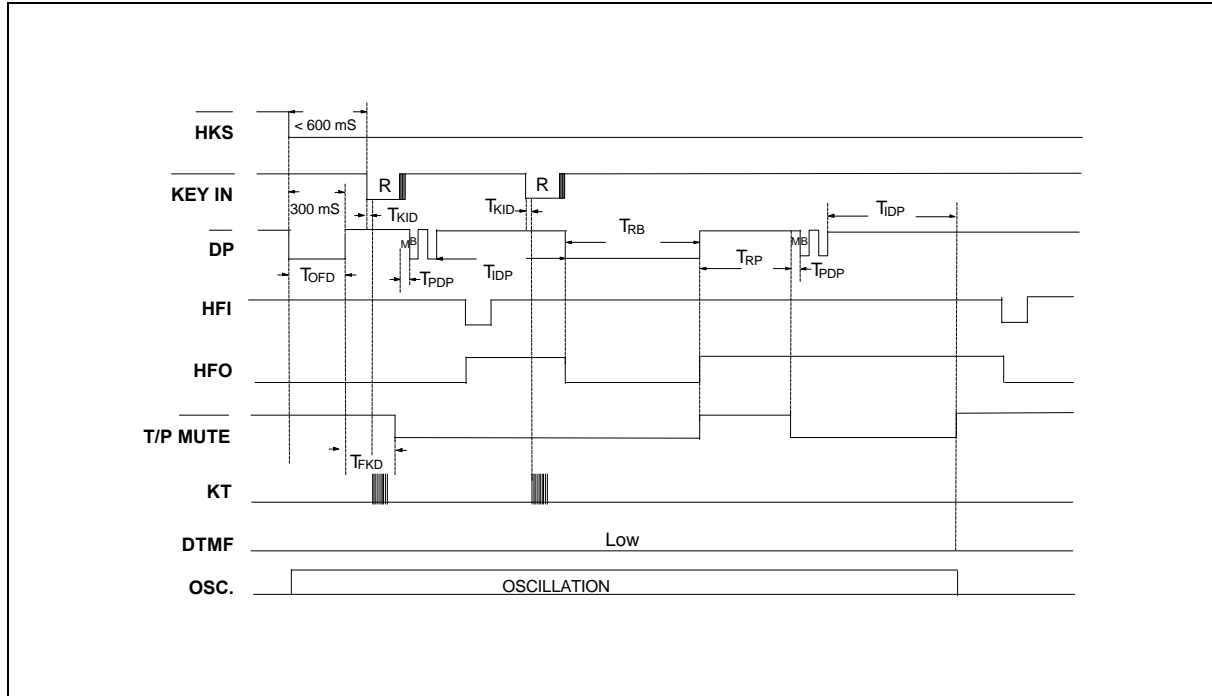 HKS
< 600 mS
KEY IN
R
R
300 mS
TKID
TKID
DP
M B
TOFD
TPDP
TIDP
TRB
TRP
MB
TPDP
TIDP
HFI
HFO
T/P MUTE
TFKD
KT
DTMF
Low
OSC.
OSCILLATION